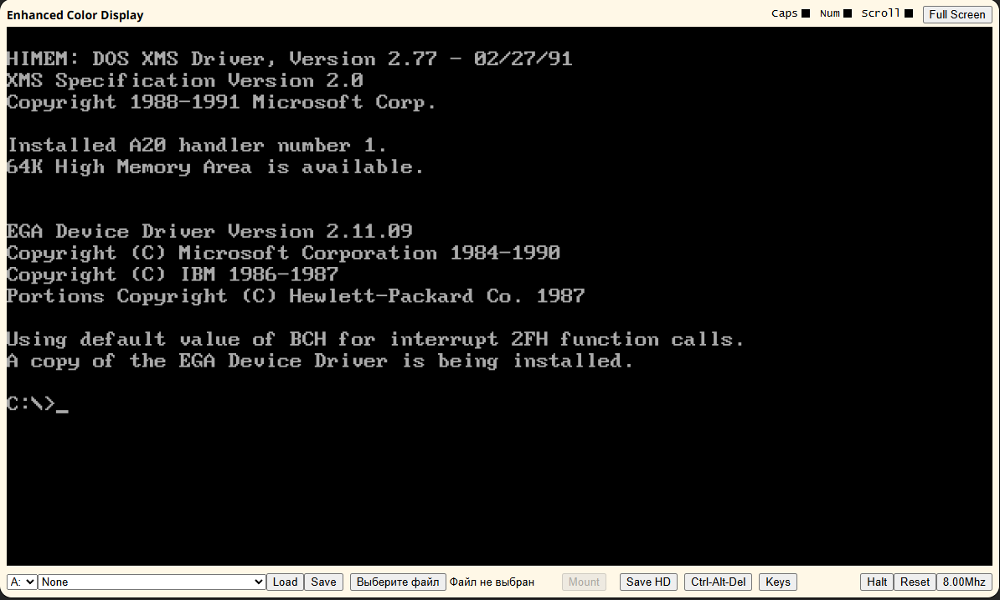 Enhanced Color Display
Caps Num Scroll Full Screen
HIMEM: DOS XMS Driver, Version 2.77 - 02/27/91
XMS Specification Version 2.0
Copyright 1988-1991 Microsoft Corp.
Installed A20 handler number 1.
64K High Memory Area is available.
EGA Device Driver Version 2.11.09
Copyright (C) Microsoft Corporation 1984-1990
Copyright (C) IBM 1986-1987
Portions Copyright (C) Hewlett-Packard Co. 1987
Using default value of BCH for interrupt 2FH function calls.
A copy of the EGA Device Driver is being installed.
C:\>_
A: None Load Save Выберите файл Файл не выбран Mount Save HD Ctrl-Alt-Del Keys Halt Reset 8.00Mhz